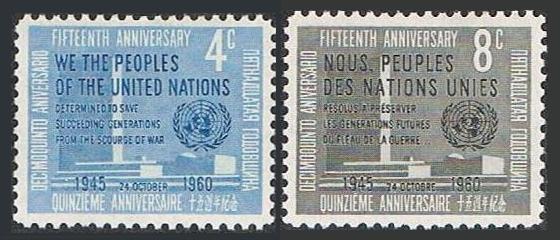 FIFTEENTH ANNIVERSARY
4c
DECIMOQUINTO ANIVERSARIO
ПЯТНАДЦАТАЯ ГОДОВЩИНА
WE THE PEOPLES
OF THE UNITED NATIONS
DETERMINED TO SAVE
SUCCEEDING GENERATIONS
FROM THE SCOURGE OF WAR
1945 24 OCTOBER 1960
QUINZIÈME ANNIVERSAIRE 十五週年紀念
FIFTEENTH ANNIVERSARY
8c
DECIMOQUINTO ANIVERSARIO
ПЯТНАДЦАТАЯ ГОДОВЩИНА
NOUS, PEUPLES
DES NATIONS UNIES
RÉSOLUS À PRÉSERVER
LES GÉNÉRATIONS FUTURES
DU FLÉAU DE LA GUERRE...
1945 24 OCTOBRE 1960
QUINZIÈME ANNIVERSAIRE 十五週年紀念